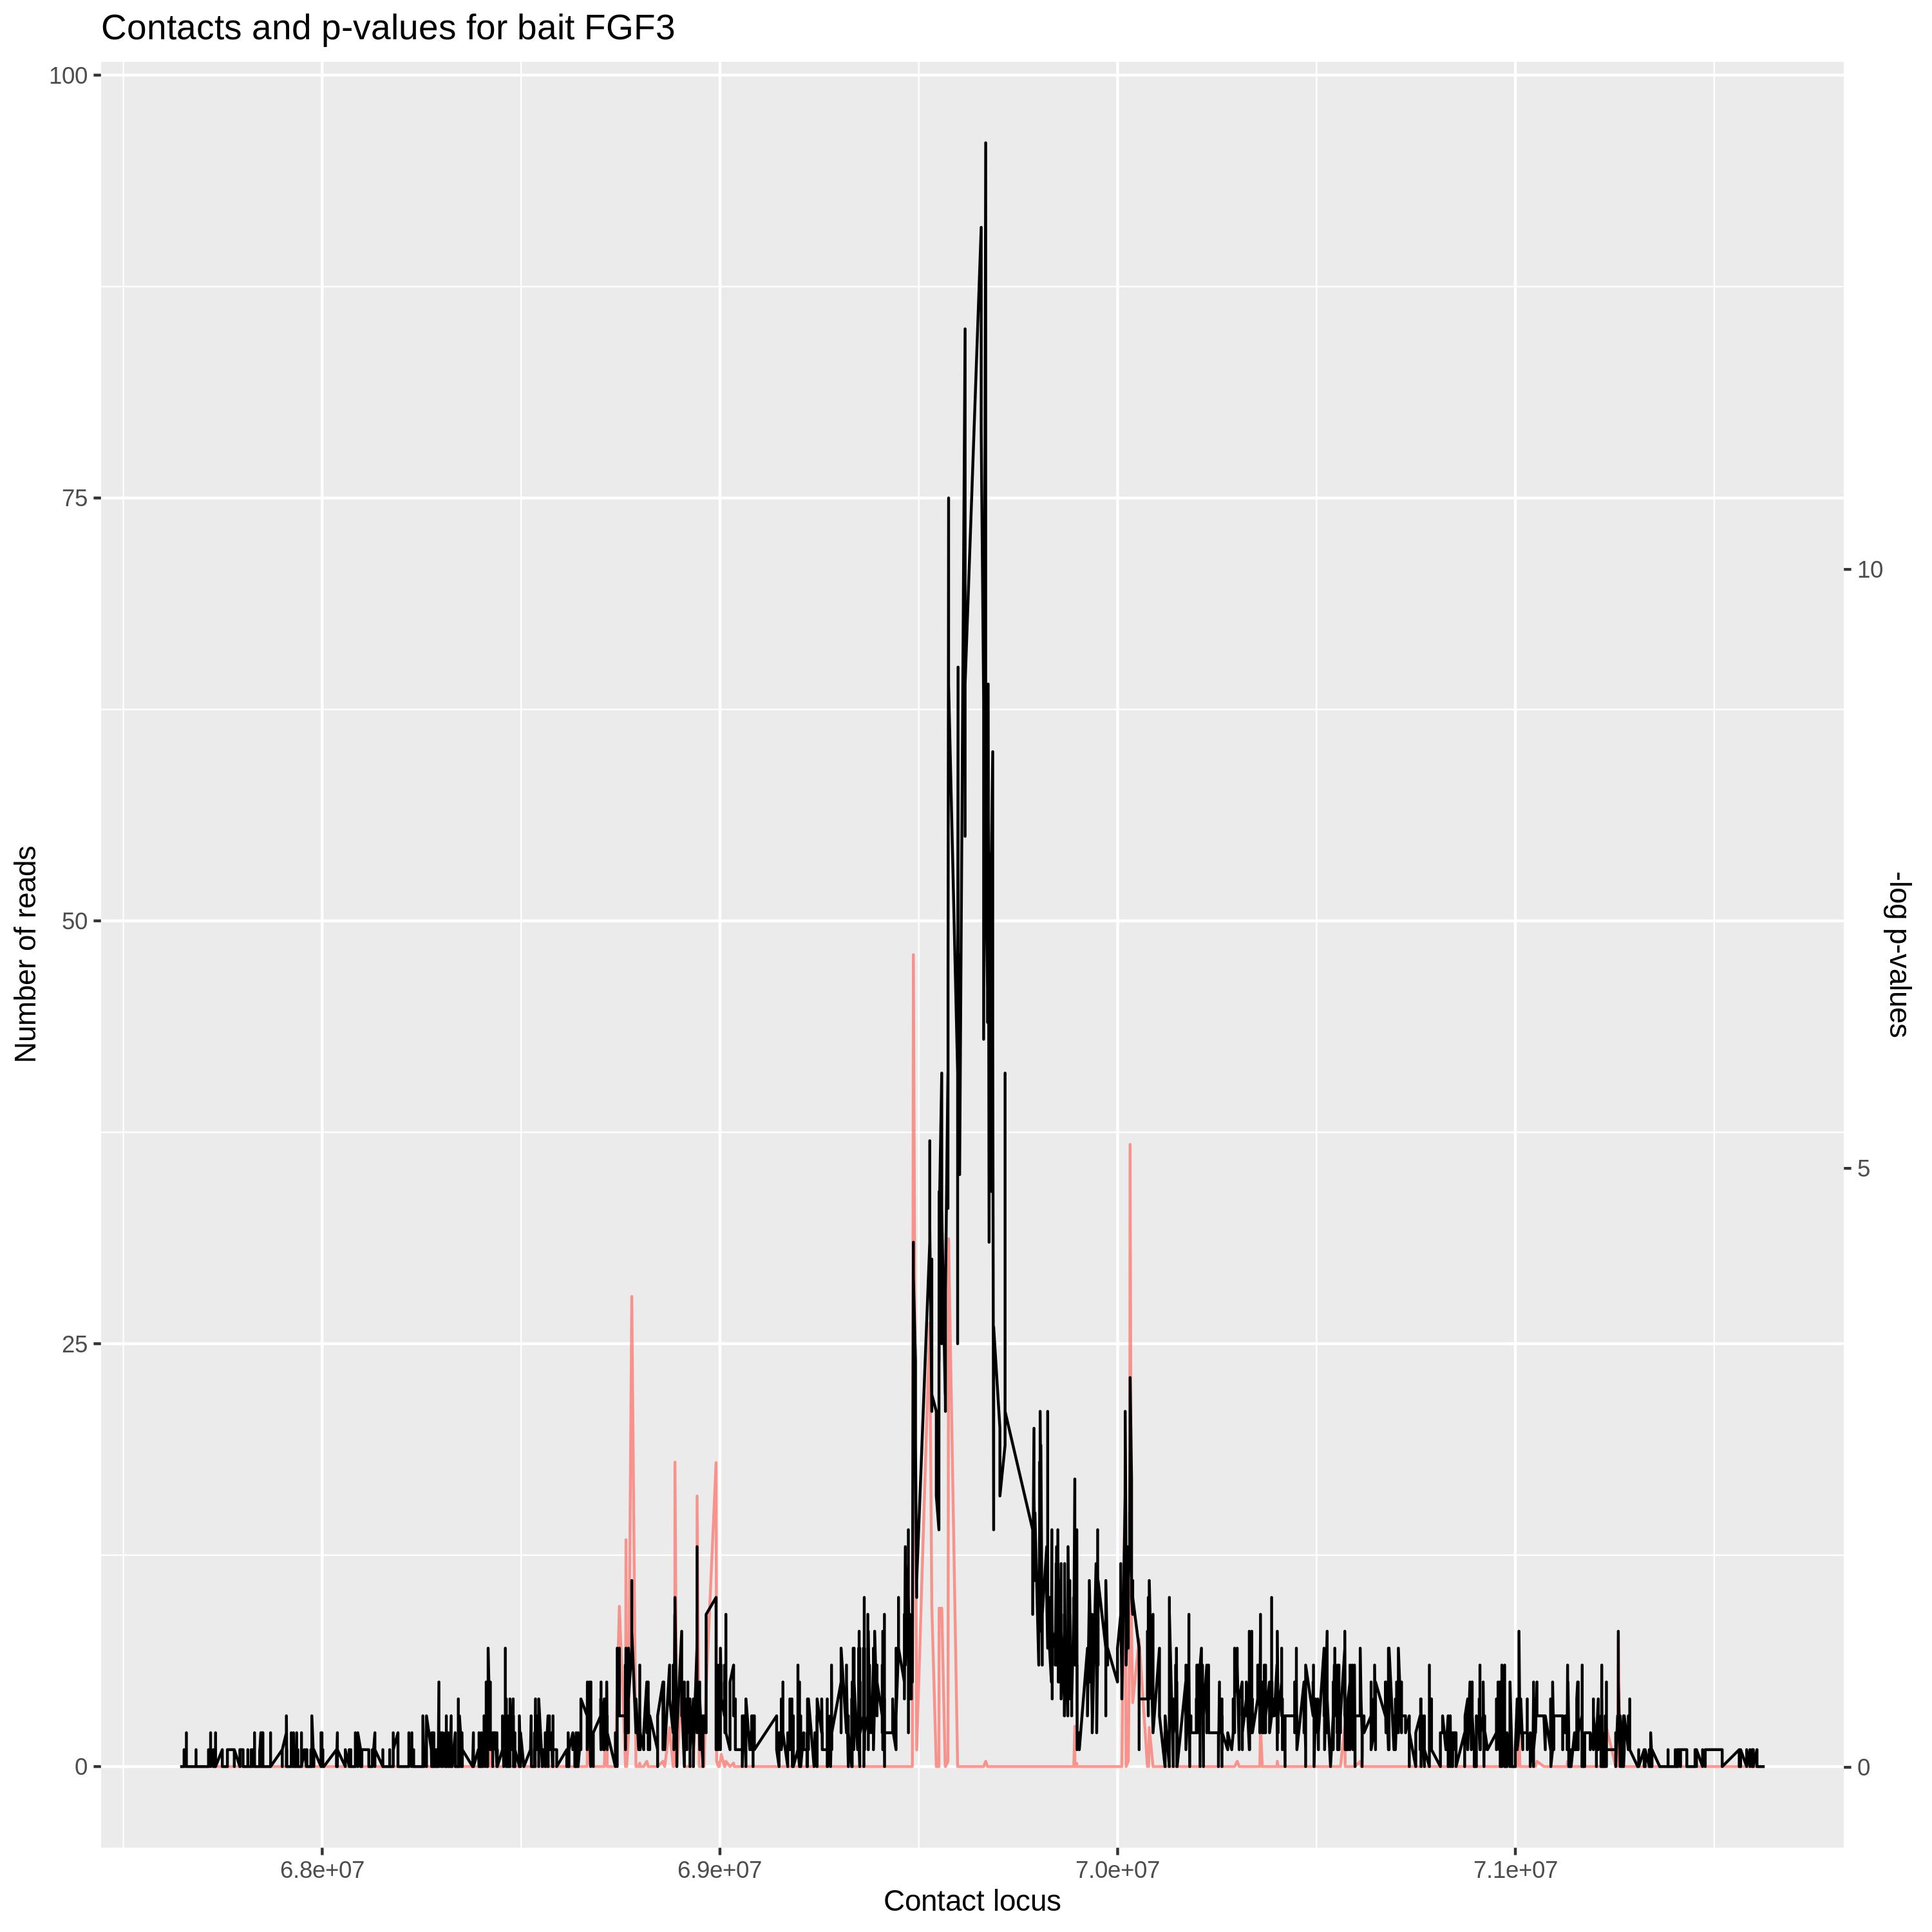 Contacts and p-values for bait FGF3
100
75
50
25
0
Number of reads
10
5
0
-log p-values
6.8e+07
6.9e+07
7.0e+07
7.1e+07
Contact locus